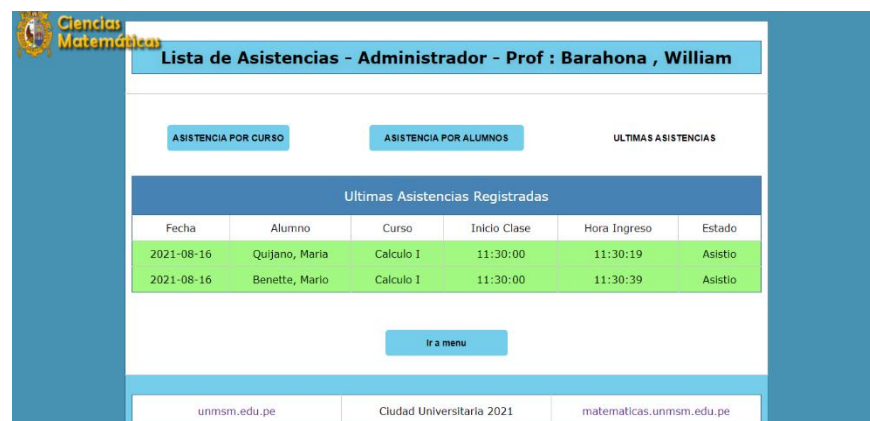 Ciencias
Matemáticas
Lista de Asistencias - Administrador - Prof : Barahona , William
ASISTENCIA POR CURSO ASISTENCIA POR ALUMNOS ULTIMAS ASISTENCIAS
Ultimas Asistencias Registradas
Fecha Alumno Curso Inicio Clase Hora Ingreso Estado
2021-08-16 Quijano, Maria Calculo I 11:30:00 11:30:19 Asistio
2021-08-16 Benette, Mario Calculo I 11:30:00 11:30:39 Asistio
Ir a menu
unmsm.edu.pe Ciudad Universitaria 2021 matematicas.unmsm.edu.pe